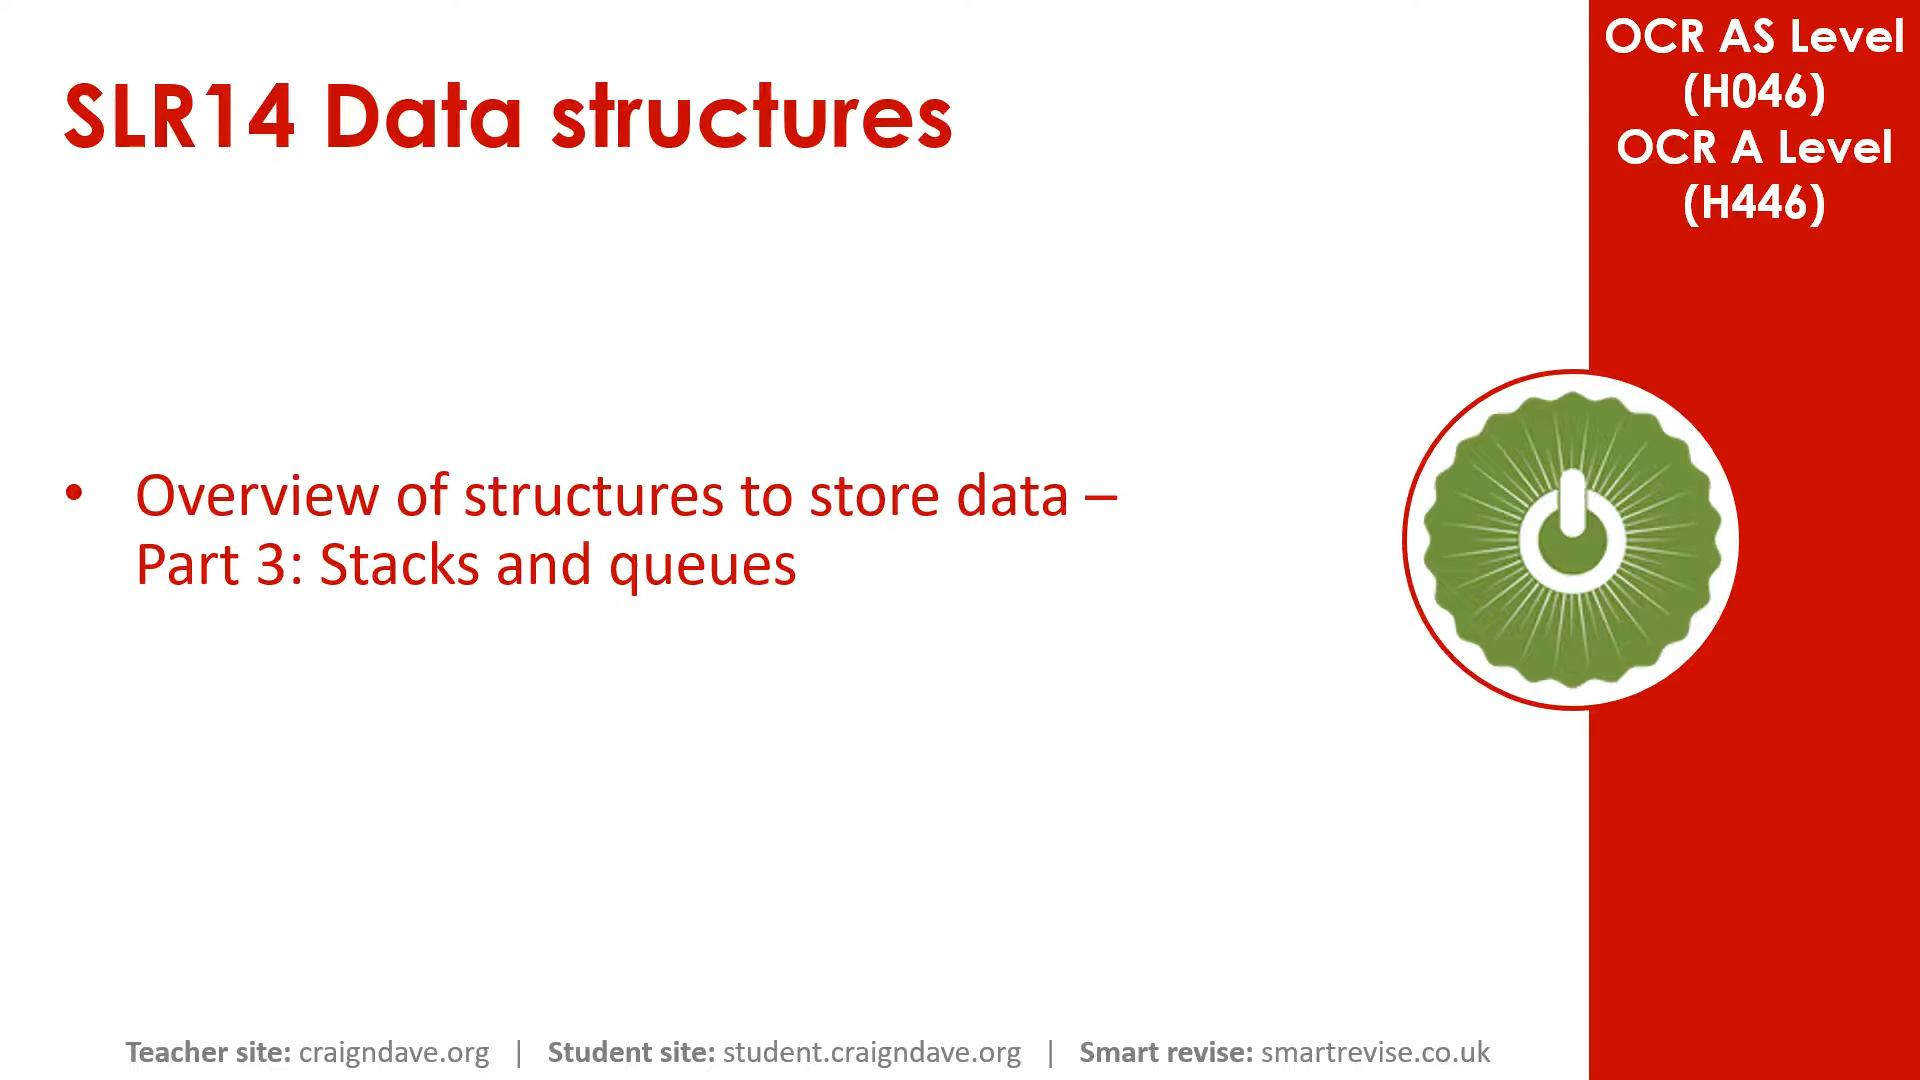 SLR14 Data structures
OCR AS Level
(H046)
OCR A Level
(H446)
• Overview of structures to store data –
Part 3: Stacks and queues
Teacher site: craigndave.org | Student site: student.craigndave.org | Smart revise: smartrevise.co.uk